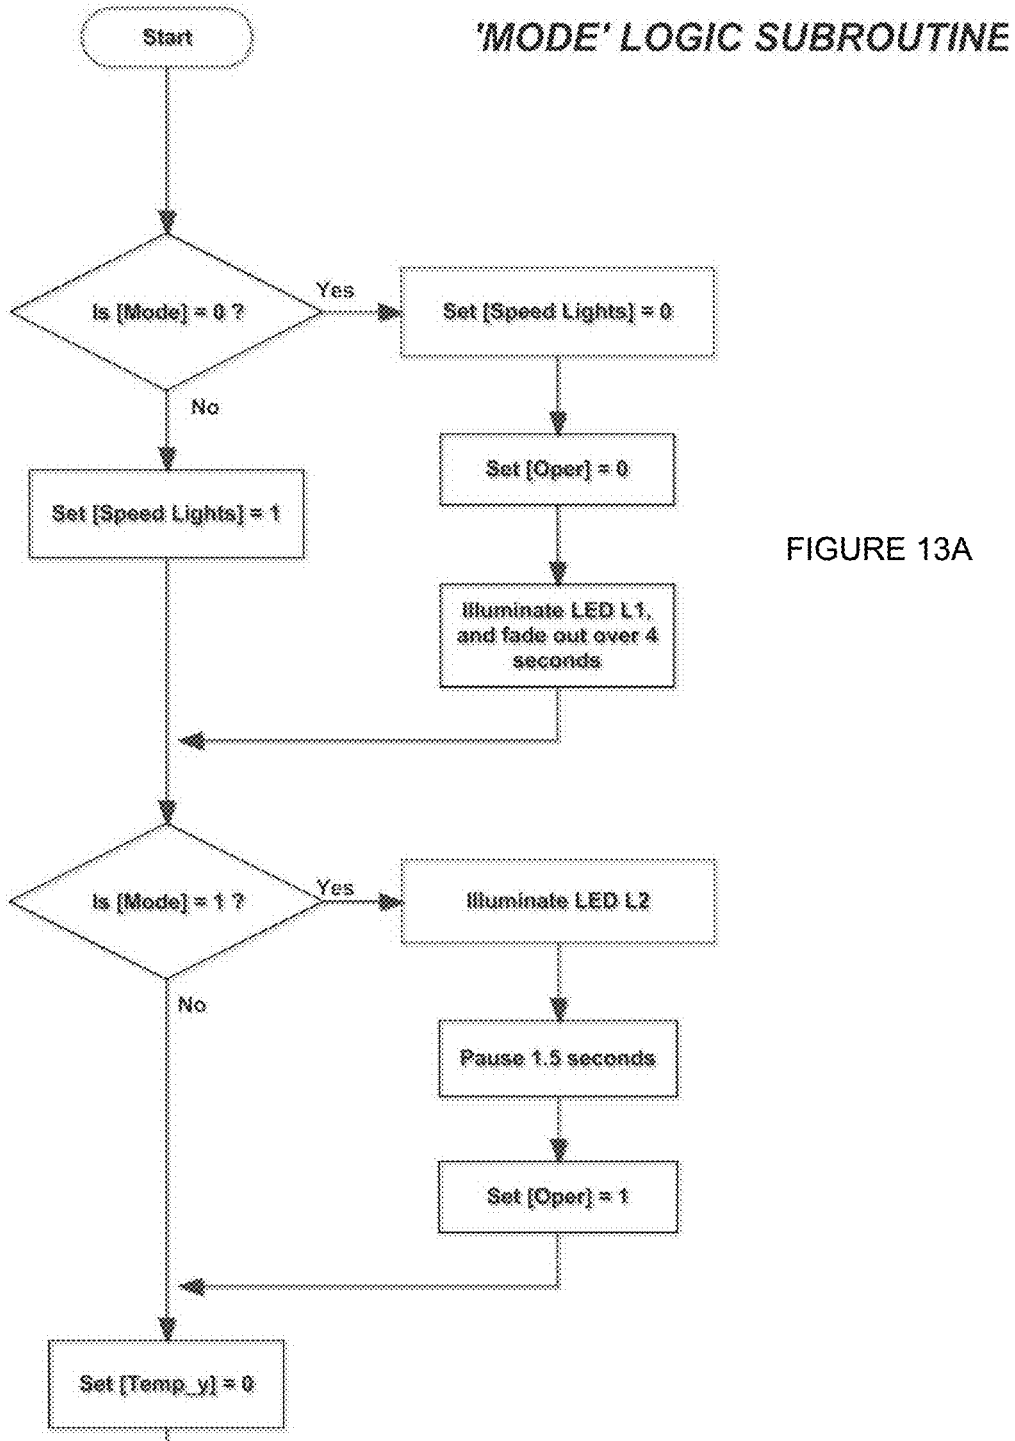 Start
'MODE' LOGIC SUBROUTINE
Is [Mode] = 0 ?
Yes
Set [Speed Lights] = 0
No
Set [Oper] = 0
Set [Speed Lights] = 1
FIGURE 13A
Illuminate LED L1,
and fade out over 4
seconds
Is [Mode] = 1 ?
Yes
Illuminate LED L2
No
Pause 1.5 seconds
Set [Oper] = 1
Set [Temp_y] = 0